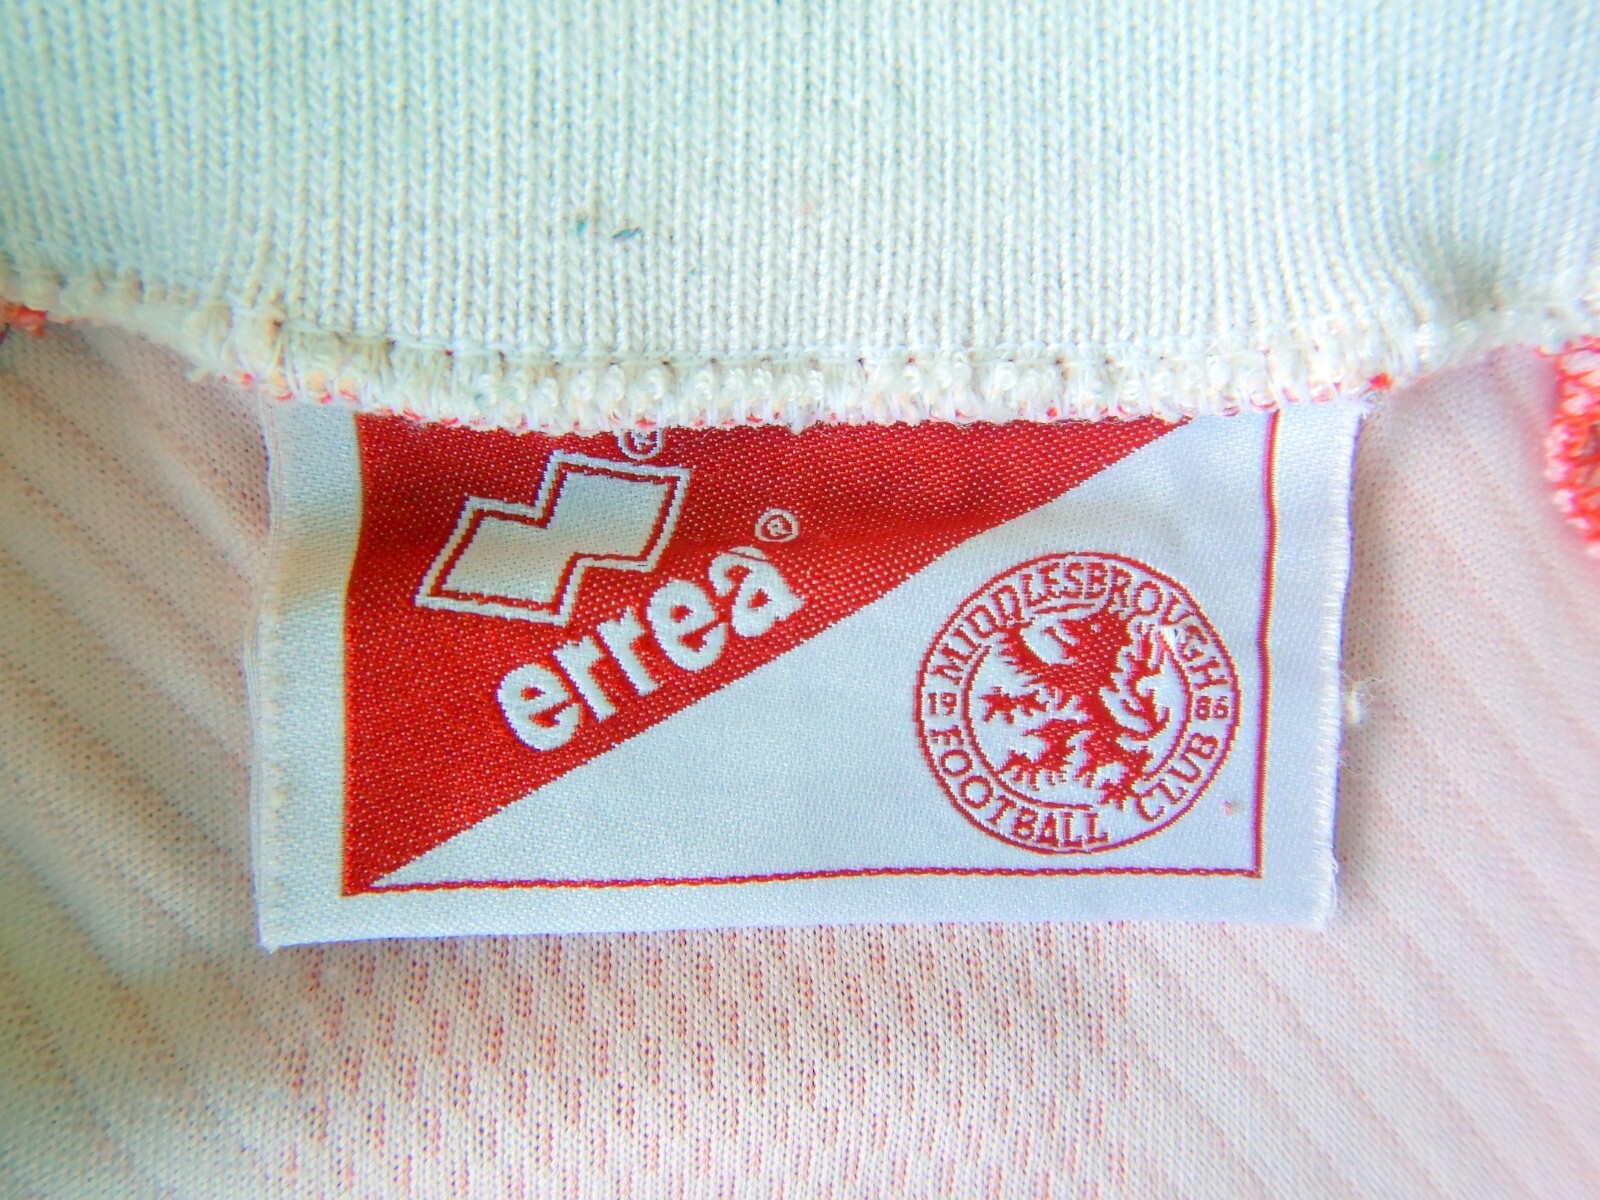 ®
errea®
MIDDLESBROUGH
19 86
FOOTBALL CLUB